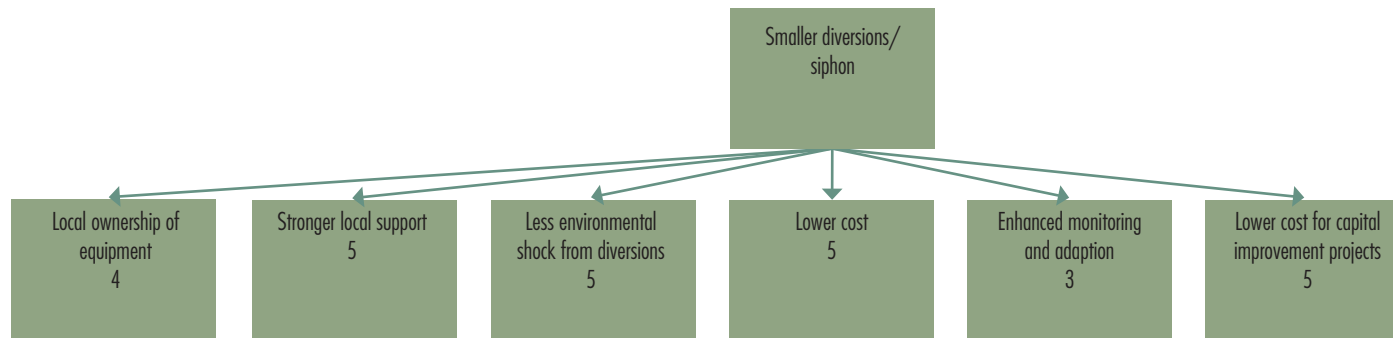 Smaller diversions/
siphon
Local ownership of
equipment
4
Stronger local support
5
Less environmental
shock from diversions
5
Lower cost
5
Enhanced monitoring
and adaption
3
Lower cost for capital
improvement projects
5